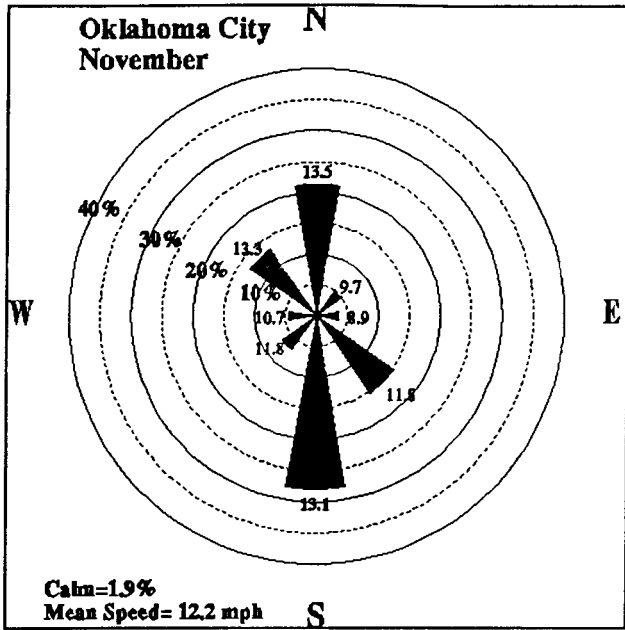 N
Oklahoma City
November
13.5
40%
30%
13.3
20%
10%
9.7
W
10.7
8.9
E
11.8
11.8
13.1
Calm=1.9%
Mean Speed= 12.2 mph
S